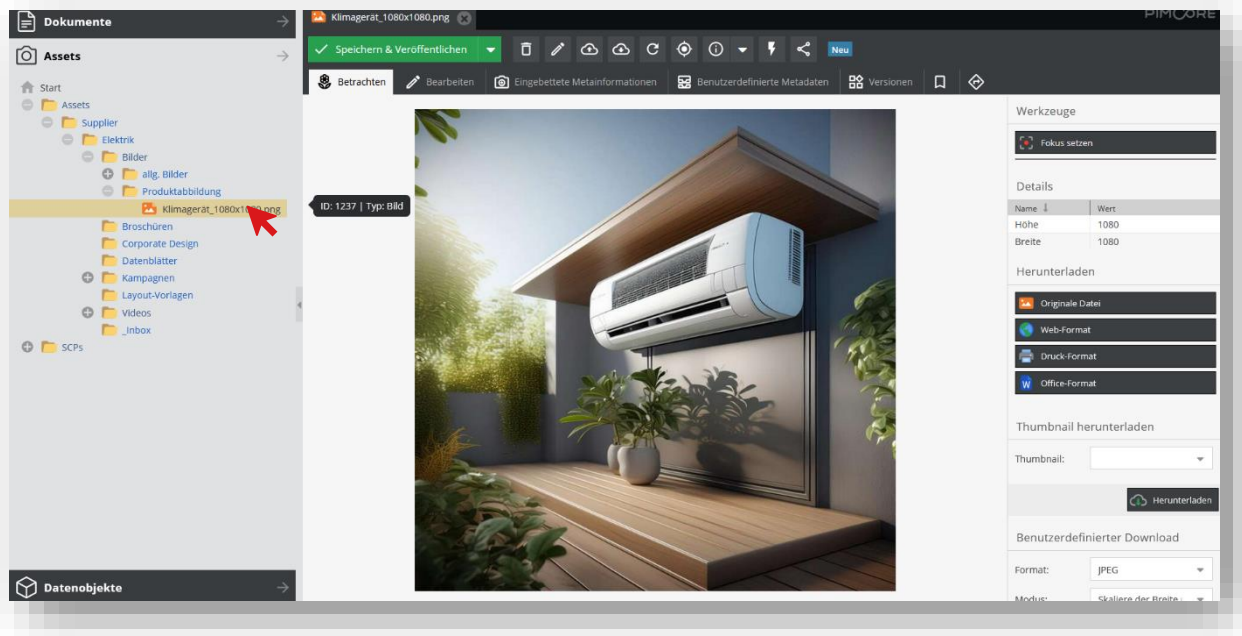 Dokumente
Assets
Start
Assets
Supplier
Elektrik
Bilder
allg. Bilder
Produktabbildung
Klimagerät_1080x1080.png
Broschüren
Corporate Design
Datenblätter
Kampagnen
Layout-Vorlagen
Videos
_Inbox
SCPs
Datenobjekte
Klimagerät_1080x1080.png
PIMCORE
Speichern & Veröffentlichen
Neu
Betrachten
Bearbeiten
Eingebettete Metainformationen
Benutzerdefinierte Metadaten
Versionen
ID: 1237 | Typ: Bild
Werkzeuge
Fokus setzen
Details
Name Wert
Höhe 1080
Breite 1080
Herunterladen
Originale Datei
Web-Format
Druck-Format
W Office-Format
Thumbnail herunterladen
Thumbnail:
Herunterladen
Benutzerdefinierter Download
Format: JPEG
Modus: Skaliere der Breite